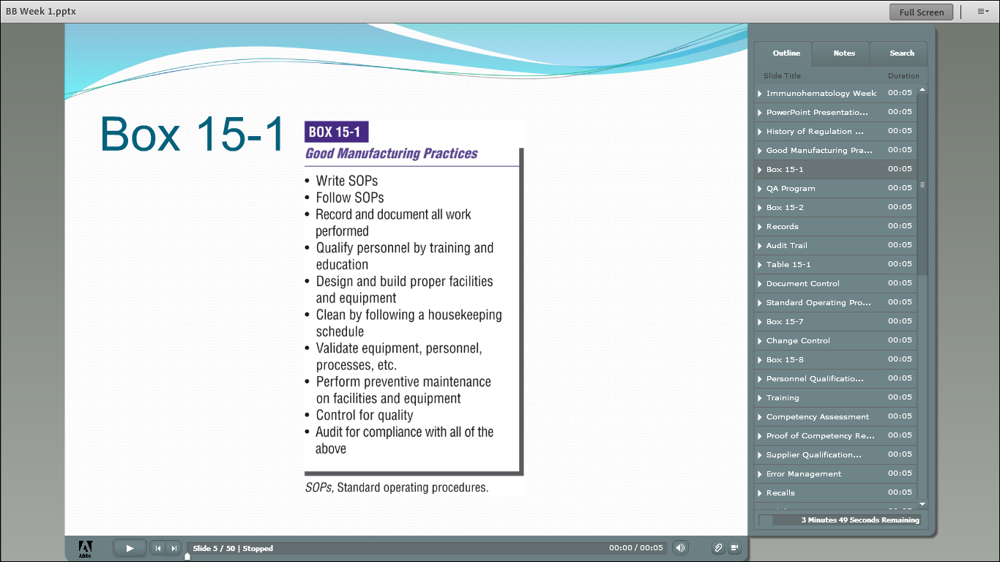 BB Week 1.pptx
Full Screen
Box 15-1
BOX 15-1
Good Manufacturing Practices
• Write SOPs
• Follow SOPs
• Record and document all work
performed
• Qualify personnel by training and
education
• Design and build proper facilities
and equipment
• Clean by following a housekeeping
schedule
• Validate equipment, personnel,
processes, etc.
• Perform preventive maintenance
on facilities and equipment
• Control for quality
• Audit for compliance with all of the
above
SOPs, Standard operating procedures.
Outline Notes Search
Slide Title Duration
Immunohematology Week 00:05
PowerPoint Presentatio... 00:05
History of Regulation ... 00:05
Good Manufacturing Pra... 00:05
Box 15-1 00:05
QA Program 00:05
Box 15-2 00:05
Records 00:05
Audit Trail 00:05
Table 15-1 00:05
Document Control 00:05
Standard Operating Pro... 00:05
Box 15-7 00:05
Change Control 00:05
Box 15-8 00:05
Personnel Qualificatio... 00:05
Training 00:05
Competency Assessment 00:05
Proof of Competency Re... 00:05
Supplier Qualification... 00:05
Error Management 00:05
Recalls 00:05
3 Minutes 49 Seconds Remaining
Adobe
Slide 5 / 50 | Stopped 00:00 / 00:05